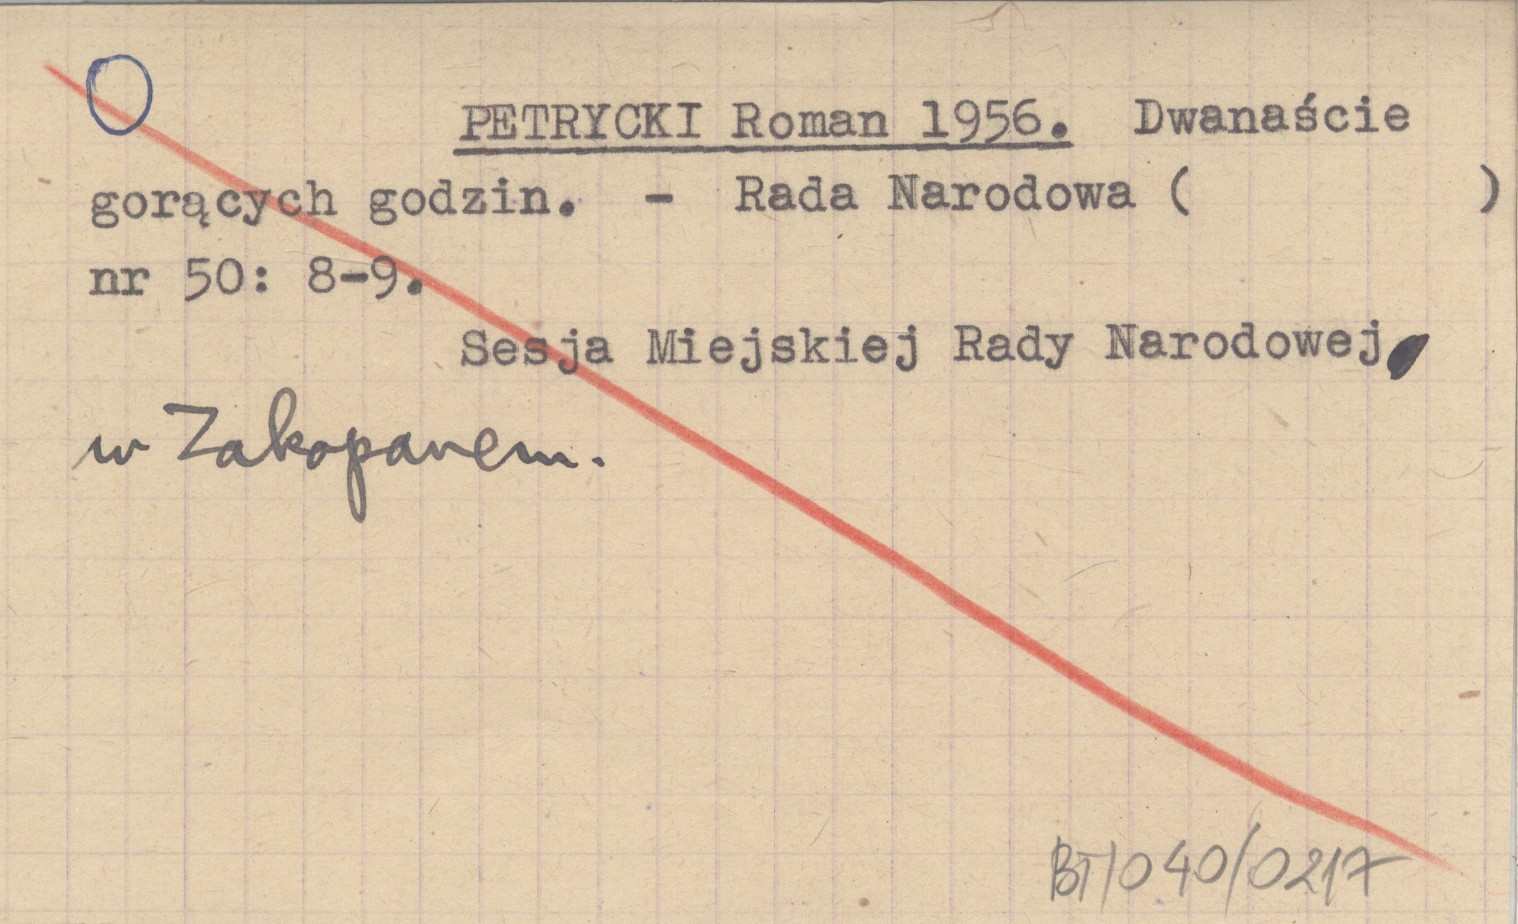 PETRYCKI Roman 1956. Dwanaście
gorących godzin. - Rada Narodowa ( )
nr 50: 8-9.
Sesja Miejskiej Rady Narodowej
w Zakopanem.
BT/040/0217